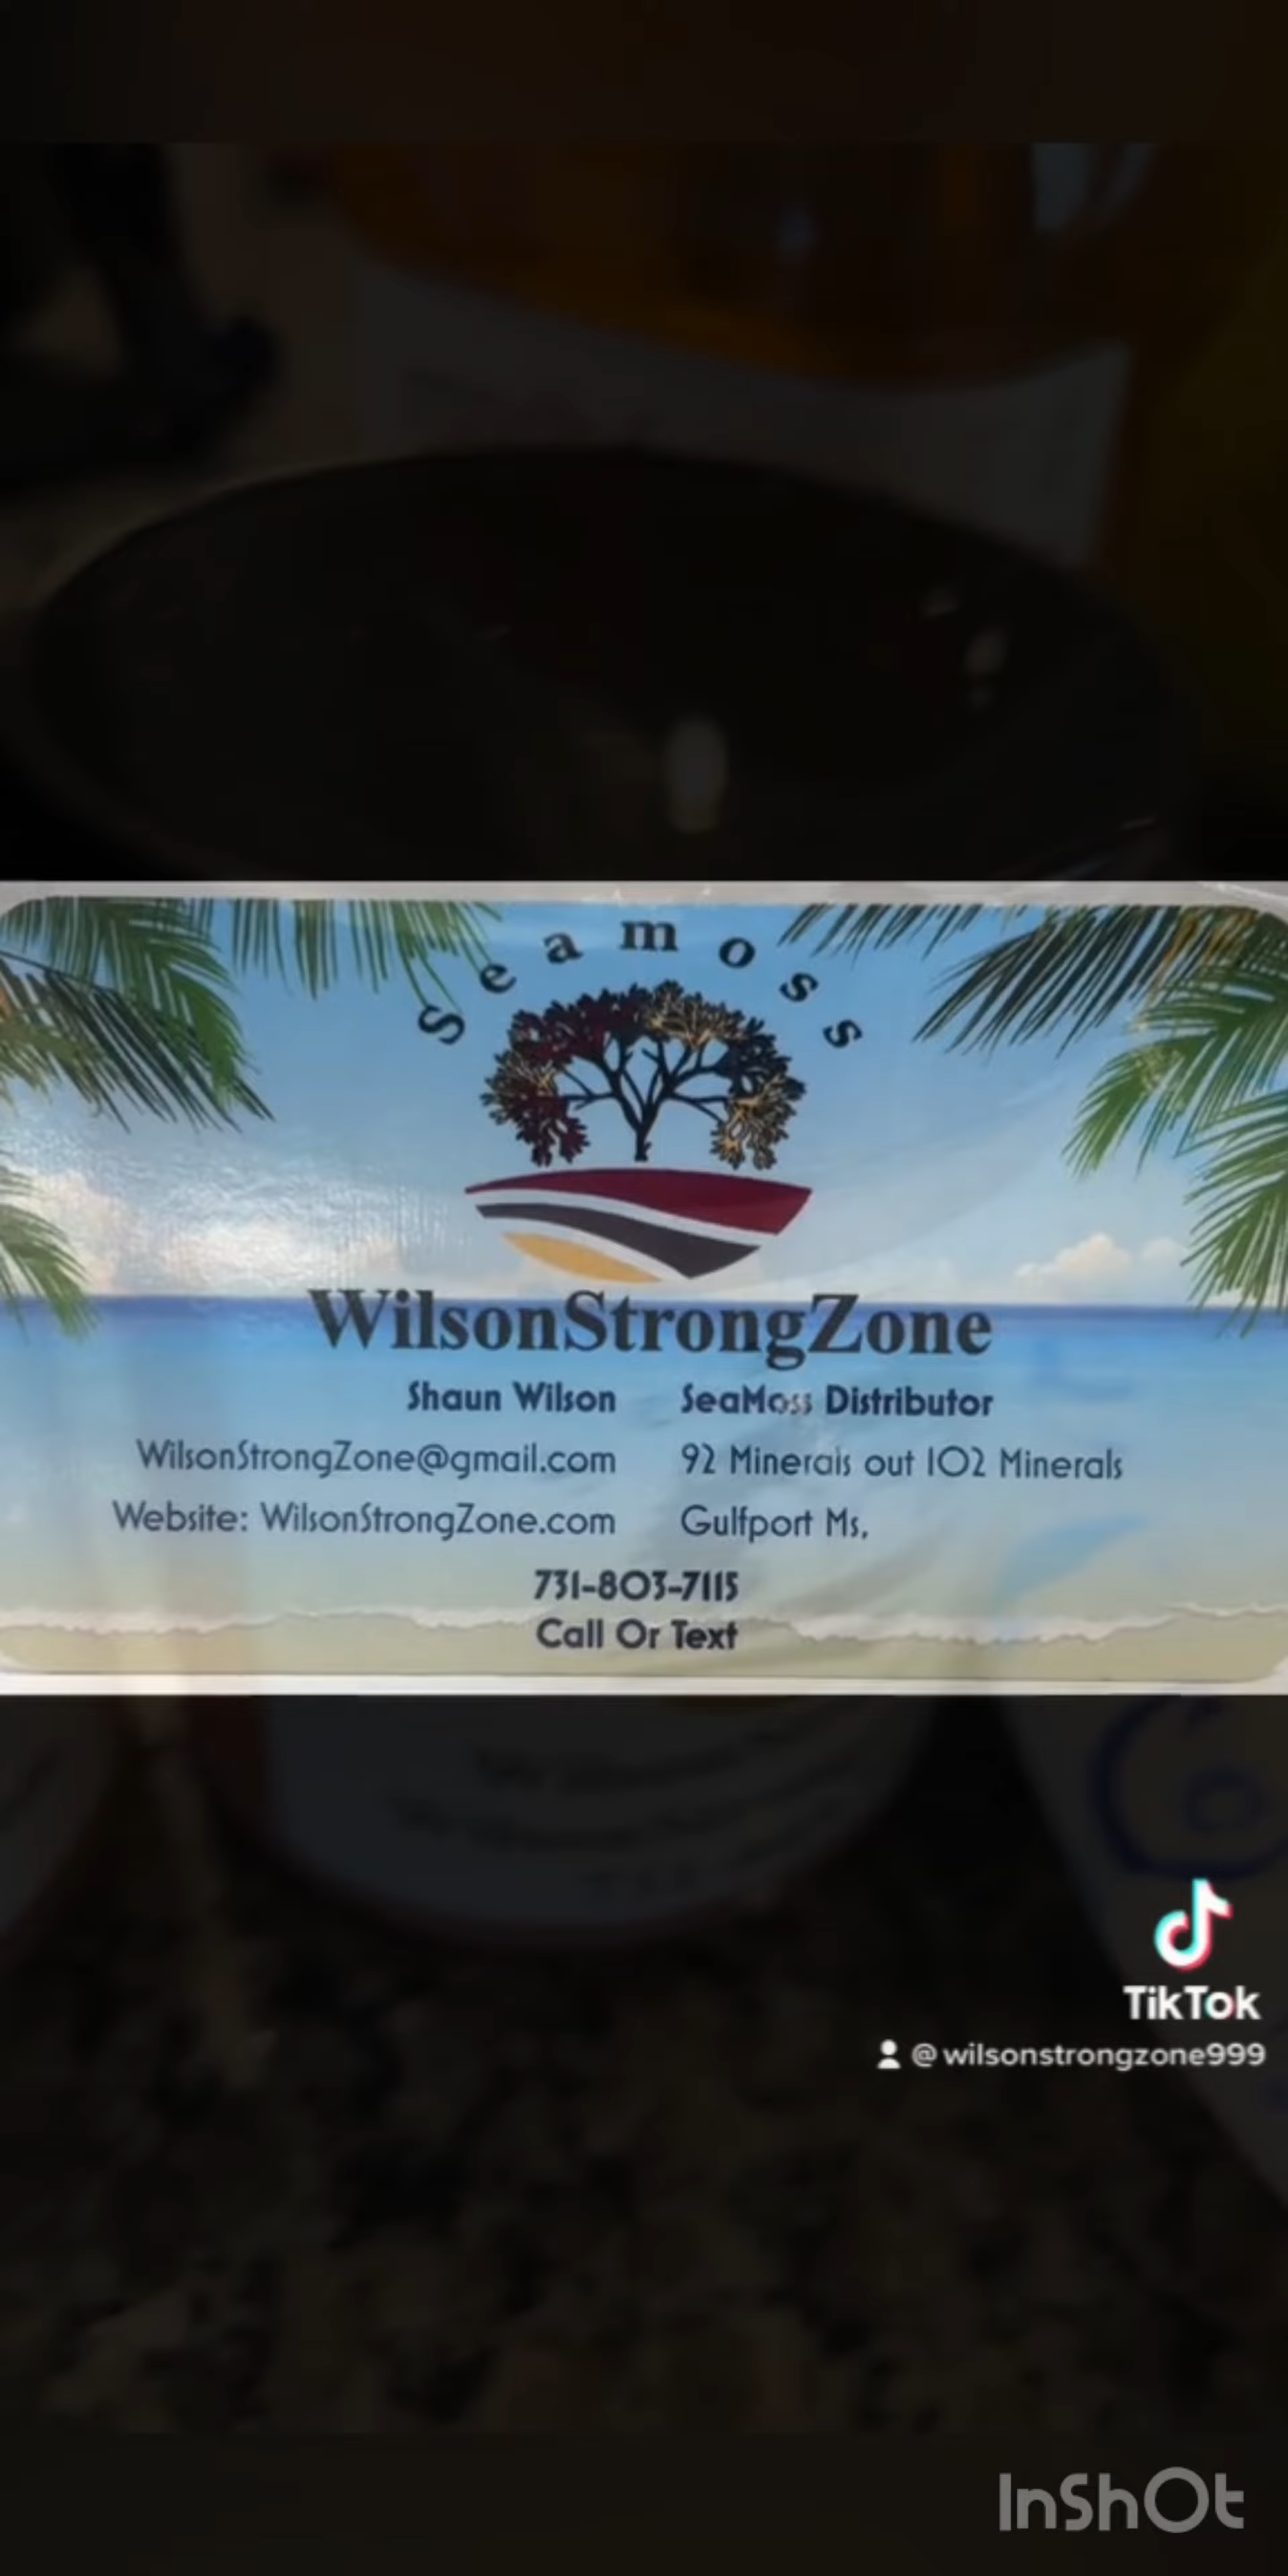 Seamoss
WilsonStrongZone
Shaun Wilson
SeaMoss Distributor
WilsonStrongZone@gmail.com
92 Minerals out 102 Minerals
Website: WilsonStrongZone.com
Gulfport Ms,
731-803-7115
Call Or Text
TikTok
@wilsonstrongzone999
InShOt